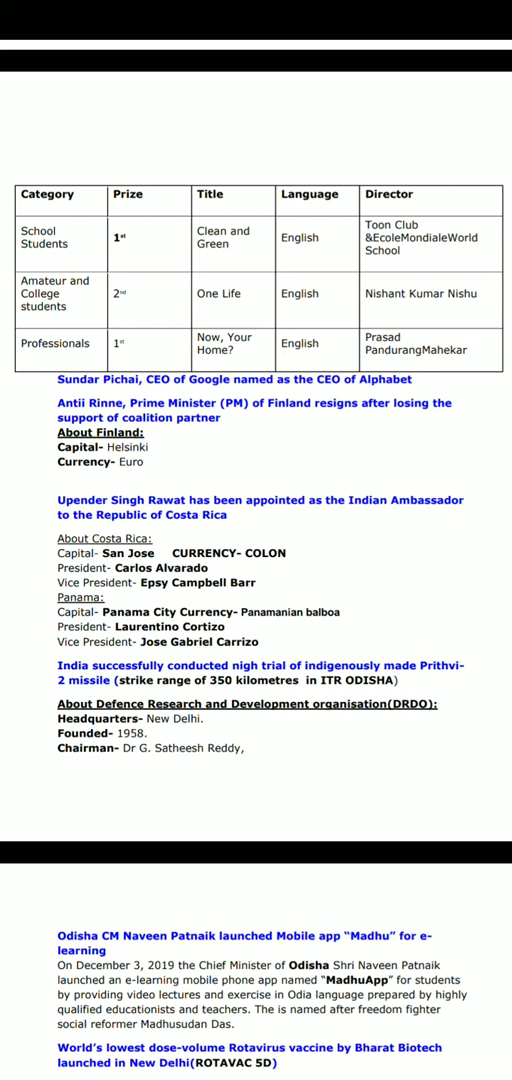 Category Prize Title Language Director
School Students 1st Clean and Green English Toon Club &EcoleMondialeWorld School
Amateur and College students 2nd One Life English Nishant Kumar Nishu
Professionals 1st Now, Your Home? English Prasad PandurangMahekar
Sundar Pichai, CEO of Google named as the CEO of Alphabet
Antii Rinne, Prime Minister (PM) of Finland resigns after losing the
support of coalition partner
About Finland:
Capital- Helsinki
Currency- Euro
Upender Singh Rawat has been appointed as the Indian Ambassador
to the Republic of Costa Rica
About Costa Rica:
Capital- San Jose CURRENCY- COLON
President- Carlos Alvarado
Vice President- Epsy Campbell Barr
Panama:
Capital- Panama City Currency- Panamanian balboa
President- Laurentino Cortizo
Vice President- Jose Gabriel Carrizo
India successfully conducted nigh trial of indigenously made Prithvi-
2 missile (strike range of 350 kilometres in ITR ODISHA)
About Defence Research and Development organisation(DRDO):
Headquarters- New Delhi.
Founded- 1958.
Chairman- Dr G. Satheesh Reddy,
Odisha CM Naveen Patnaik launched Mobile app “Madhu” for e-
learning
On December 3, 2019 the Chief Minister of Odisha Shri Naveen Patnaik
launched an e-learning mobile phone app named “MadhuApp” for students
by providing video lectures and exercise in Odia language prepared by highly
qualified educationists and teachers. The is named after freedom fighter
social reformer Madhusudan Das.
World’s lowest dose-volume Rotavirus vaccine by Bharat Biotech
launched in New Delhi(ROTAVAC 5D)